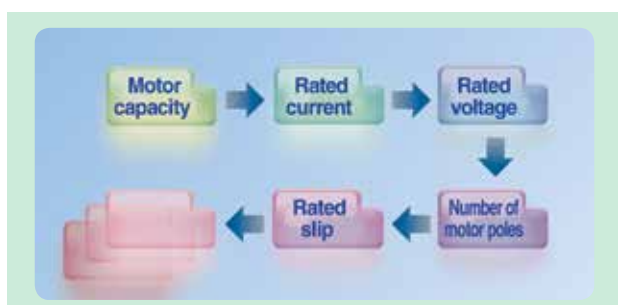 Motor
capacity
Rated
current
Rated
voltage
Number of
motor poles
Rated
slip